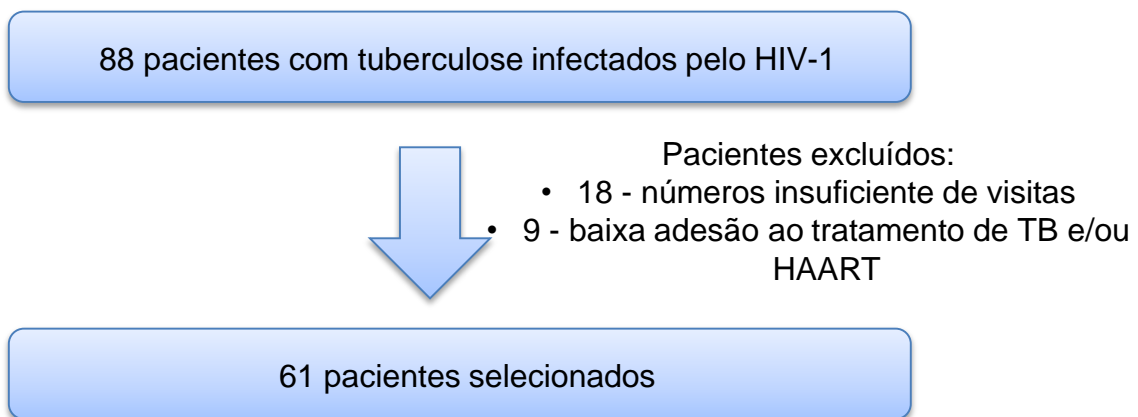 88 pacientes com tuberculose infectados pelo HIV-1
Pacientes excluídos:
• 18 - números insuficiente de visitas
• 9 - baixa adesão ao tratamento de TB e/ou
HAART
61 pacientes selecionados